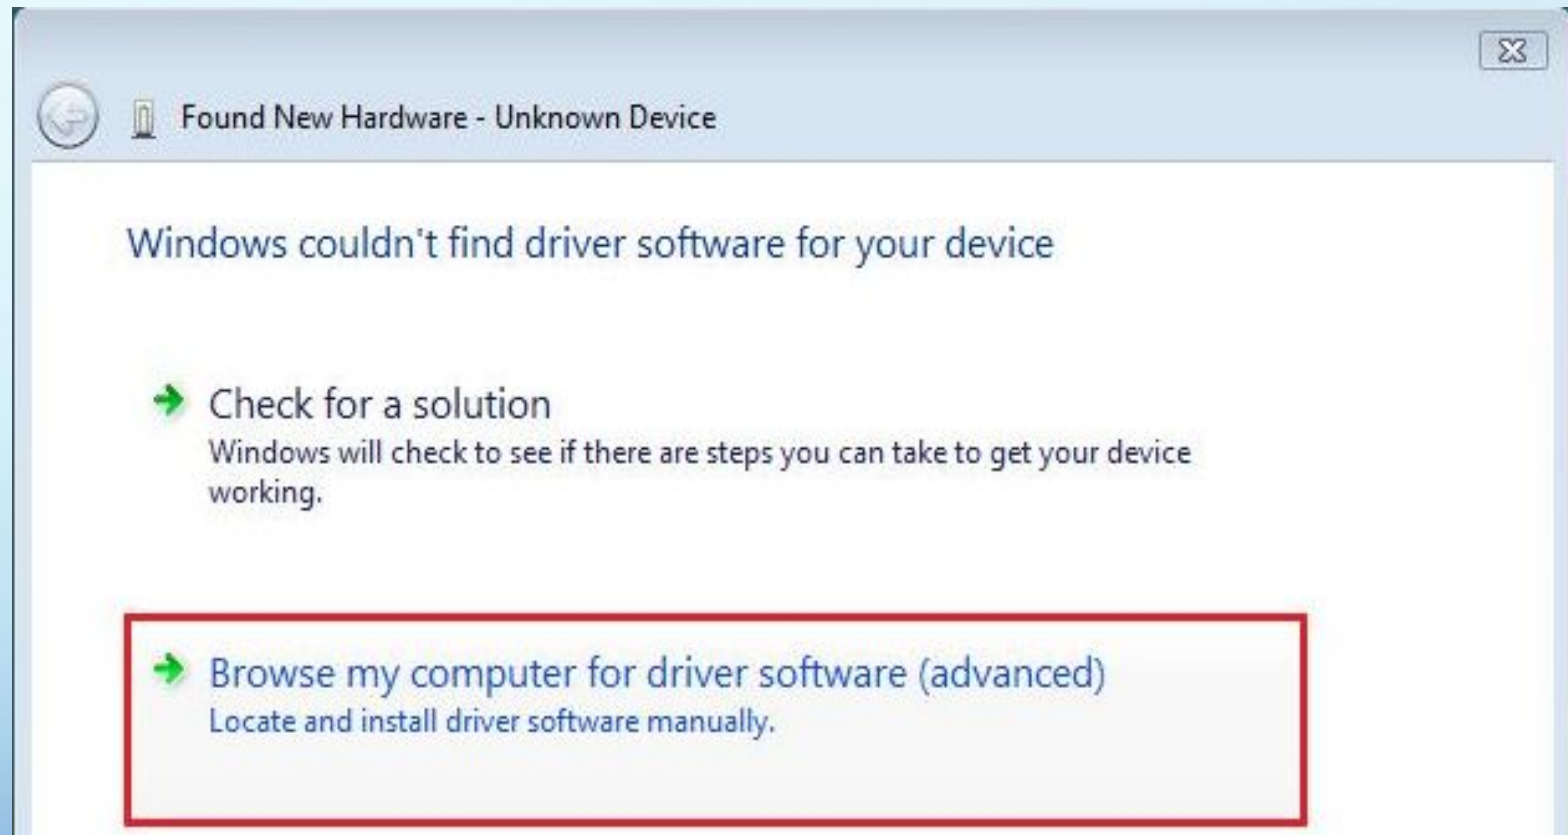 Found New Hardware - Unknown Device
Windows couldn't find driver software for your device
Check for a solution
Windows will check to see if there are steps you can take to get your device
working.
Browse my computer for driver software (advanced)
Locate and install driver software manually.